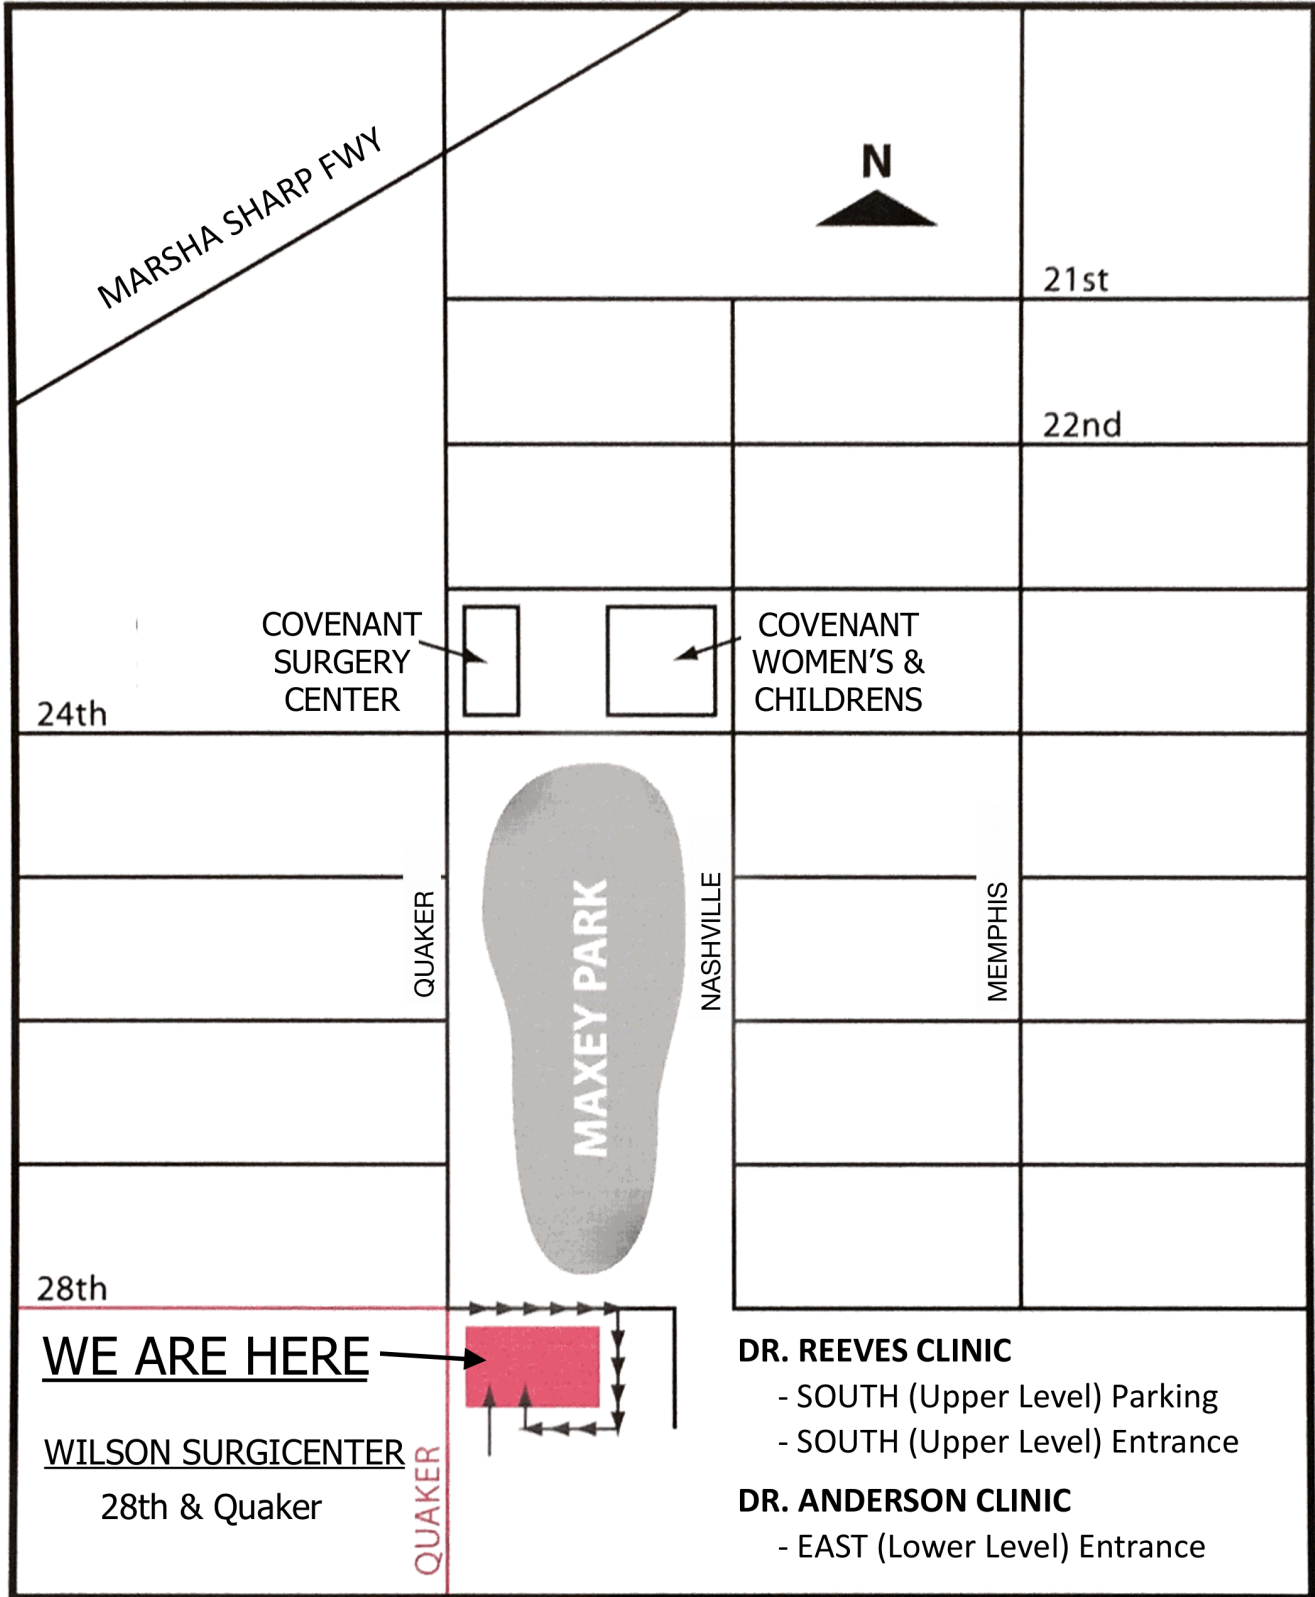 MARSHA SHARP FWY
N
21st
22nd
COVENANT
SURGERY
CENTER
COVENANT
WOMEN'S &
CHILDRENS
24th
QUAKER
MAXEY PARK
NASHVILLE
MEMPHIS
28th
WE ARE HERE
WILSON SURGICENTER
28th & Quaker
QUAKER
DR. REEVES CLINIC
- SOUTH (Upper Level) Parking
- SOUTH (Upper Level) Entrance
DR. ANDERSON CLINIC
- EAST (Lower Level) Entrance